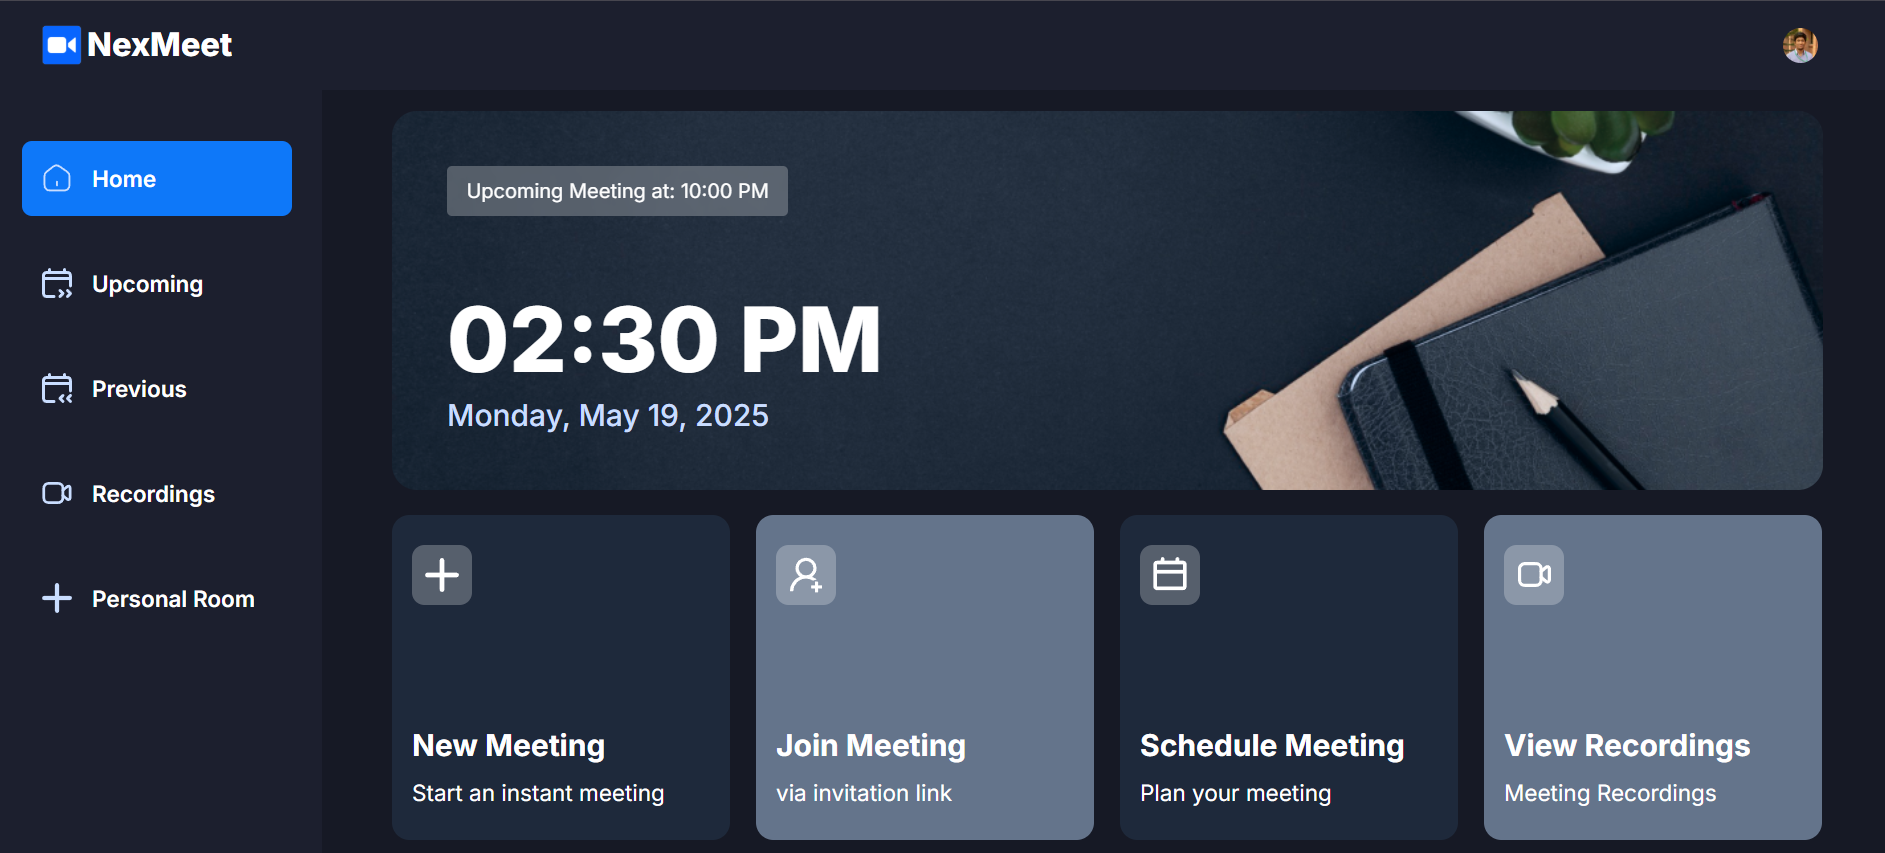 NexMeet
Home
Upcoming
Previous
Recordings
Personal Room
Upcoming Meeting at: 10:00 PM
02:30 PM
Monday, May 19, 2025
New Meeting
Start an instant meeting
Join Meeting
via invitation link
Schedule Meeting
Plan your meeting
View Recordings
Meeting Recordings